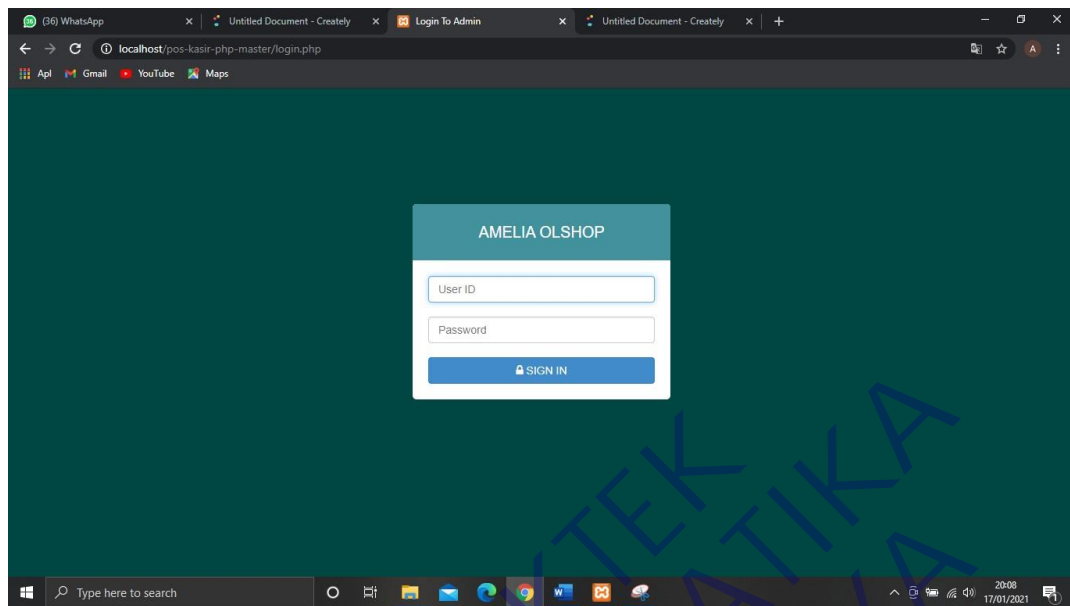 (36) WhatsApp
Untitled Document - Creately
Login To Admin
Untitled Document - Creately
localhost/pos-kasir-php-master/login.php
A
Apl Gmail YouTube Maps
AMELIA OLSHOP
User ID
Password
SIGN IN
TIKA
Type here to search
20:08
17/01/2021